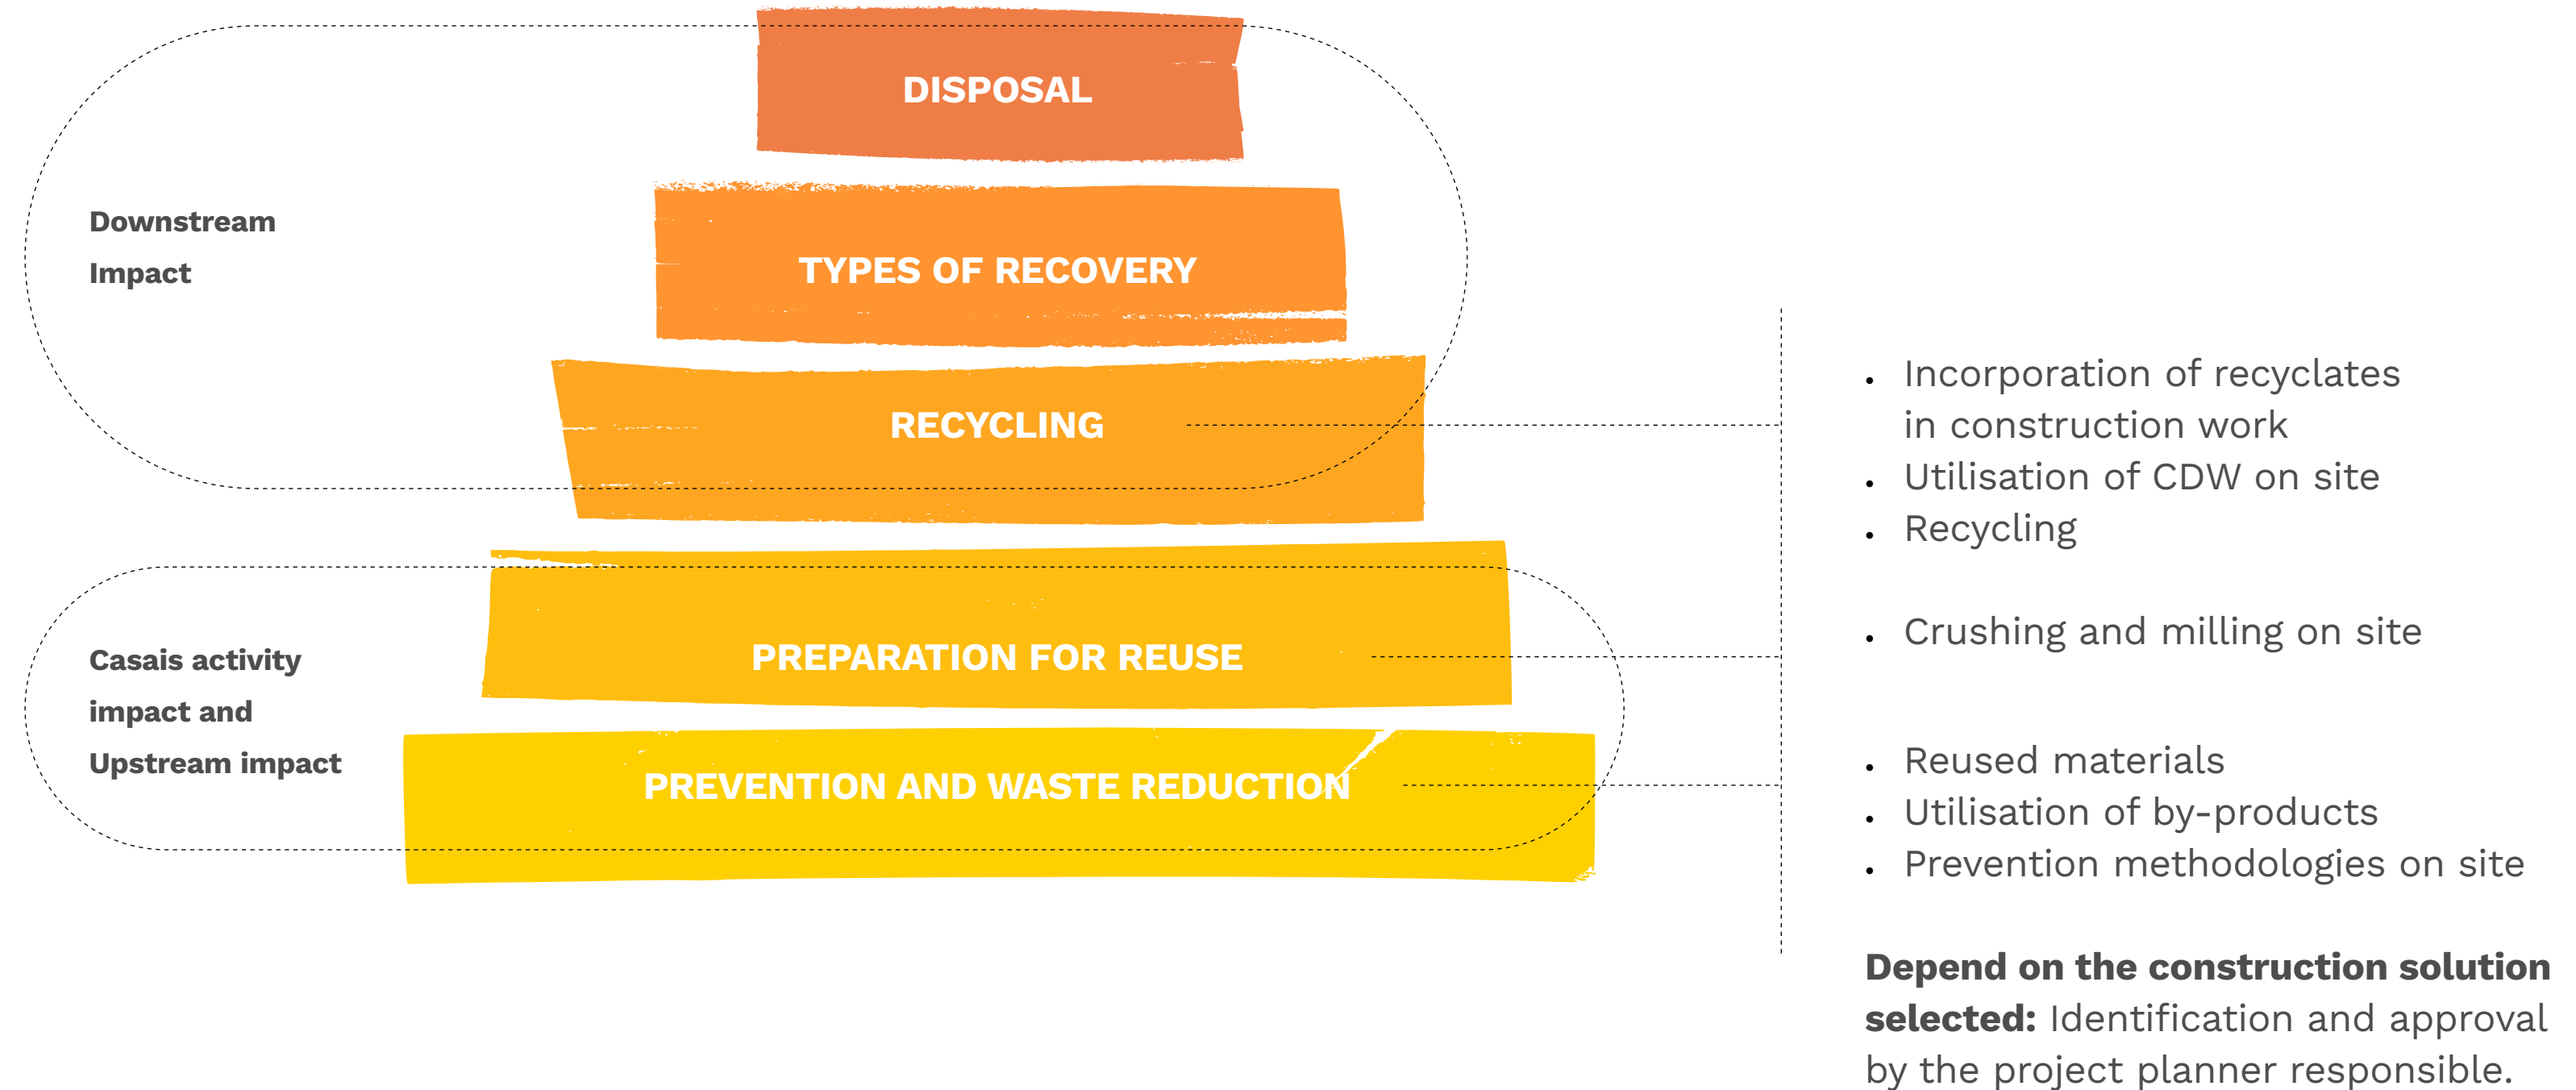 DISPOSAL
TYPES OF RECOVERY
RECYCLING
PREPARATION FOR REUSE
PREVENTION AND WASTE REDUCTION
Downstream
Impact
Casais activity
impact and
Upstream impact
• Incorporation of recyclates
in construction work
• Utilisation of CDW on site
• Recycling
• Crushing and milling on site
• Reused materials
• Utilisation of by-products
• Prevention methodologies on site
Depend on the construction solution
selected: Identification and approval
by the project planner responsible.